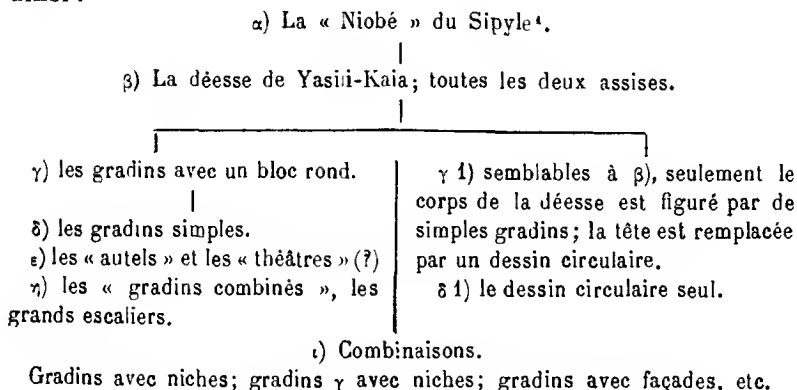 α) La « Niobé » du Sipyle¹.
β) La déesse de Yasili-Kaia; toutes les deux assises.
γ) les gradins avec un bloc rond.
δ) les gradins simples.
ε) les « autels » et les « théâtres » (?)
η) les « gradins combinés », les
grands escaliers.
γ 1) semblables à β), seulement le
corps de la déesse est figuré par de
simples gradins; la tête est remplacée
par un dessin circulaire.
δ 1) le dessin circulaire seul.
ι) Combinaisons.
Gradins avec niches; gradins γ avec niches; gradins avec façades, etc.